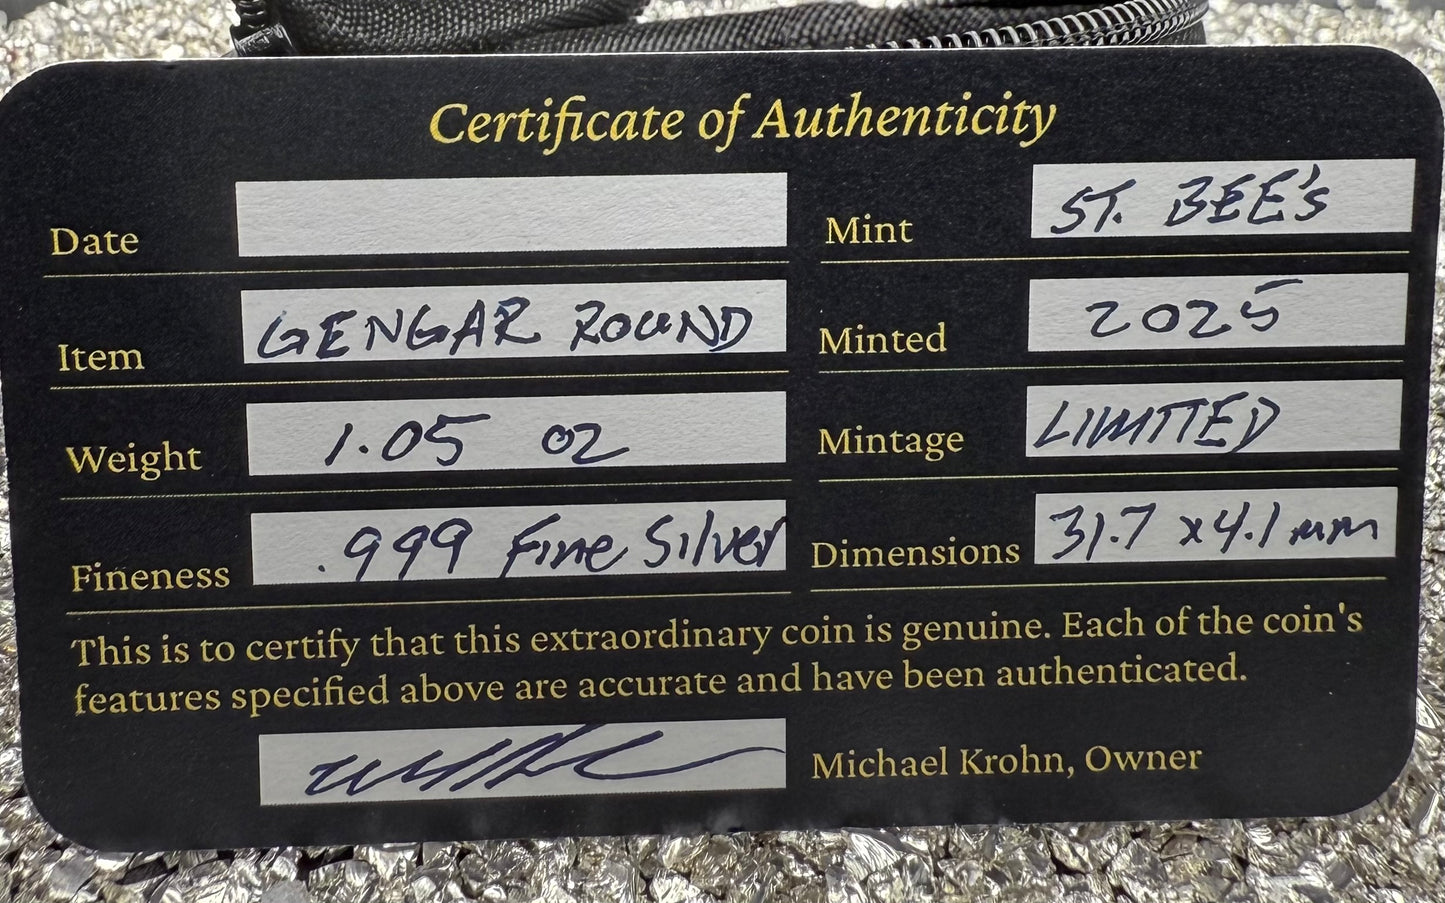 Certificate of Authenticity
Date
Item GENGAR ROUND
Weight 1.05 oz
Fineness .999 Fine Silver
Mint ST. BEE's
Minted 2025
Mintage LIMITED
Dimensions 31.7 x 4.1 mm
This is to certify that this extraordinary coin is genuine. Each of the coin's
features specified above are accurate and have been authenticated.
Michael Krohn, Owner